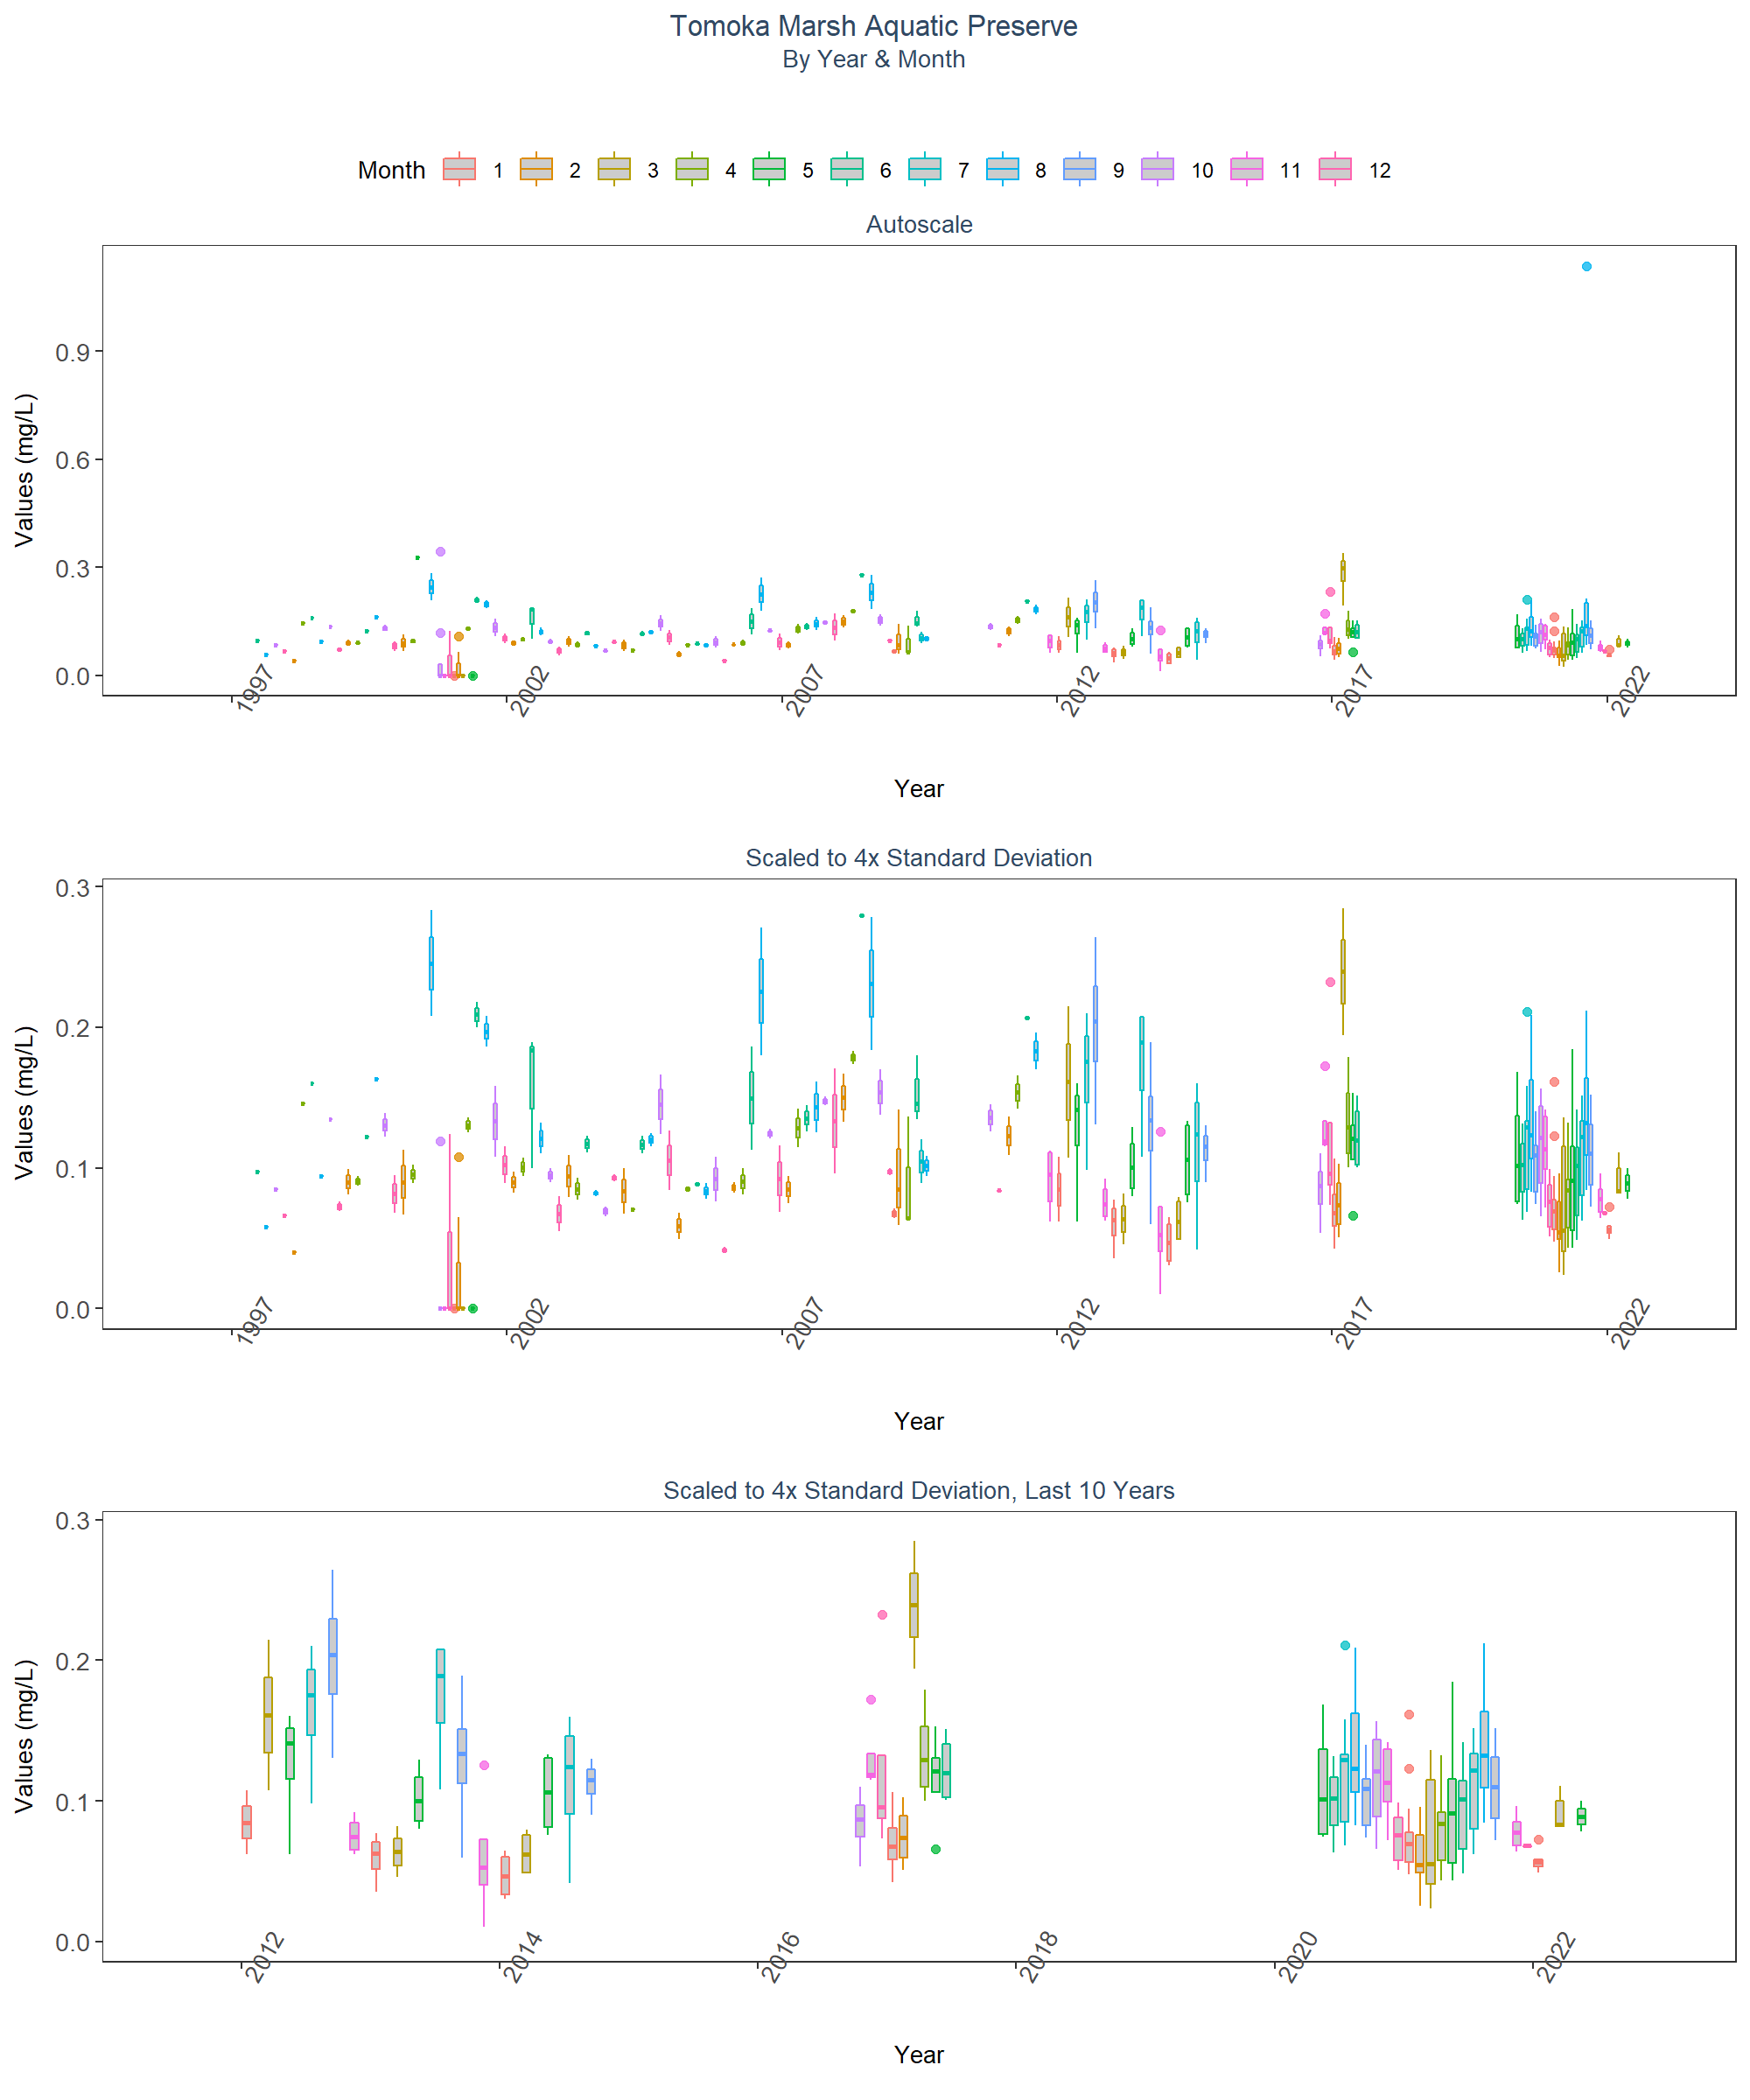 Tomoka Marsh Aquatic Preserve
By Year & Month
Month 1 2 3 4 5 6 7 8 9 10 11 12
Autoscale
Values (mg/L)
0.9
0.6
0.3
0.0
1997 2002 2007 2012 2017 2022
Year
Scaled to 4x Standard Deviation
Values (mg/L)
0.3
0.2
0.1
0.0
1997 2002 2007 2012 2017 2022
Year
Scaled to 4x Standard Deviation, Last 10 Years
Values (mg/L)
0.3
0.2
0.1
0.0
2012 2014 2016 2018 2020 2022
Year